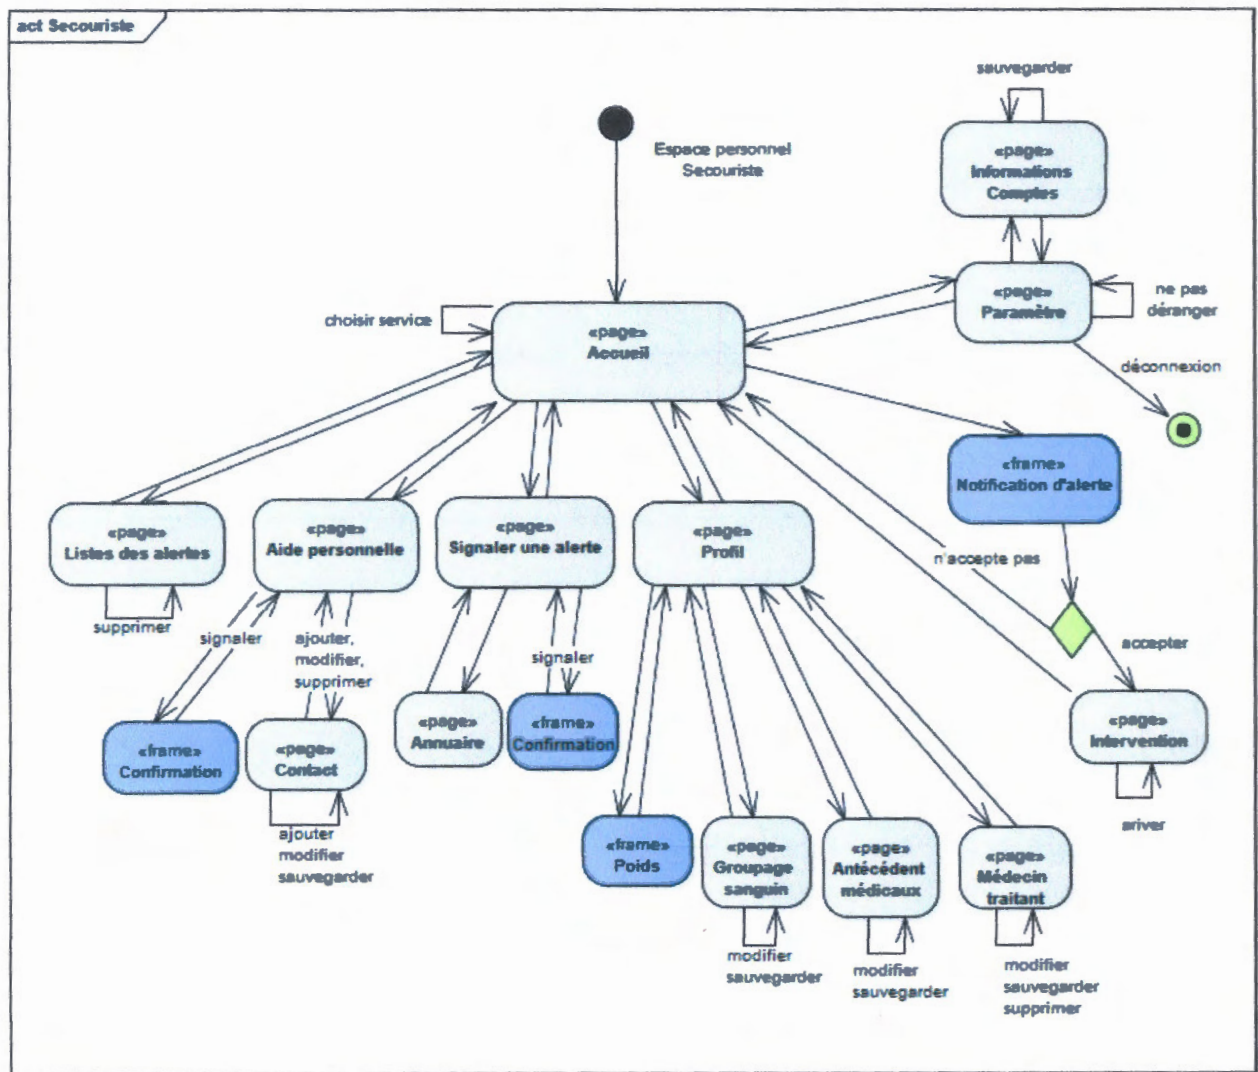 act Secouriste
sauvegarder
Espace personnel
Secouriste
«page»
Informations
Comptes
«page»
Paramètre
ne pas
déranger
choisir service
«page»
Accueil
déconnexion
«frame»
Notification d'alerte
«page»
Listes des alertes
«page»
Aide personnelle
«page»
Signaler une alerte
«page»
Profil
n'accepte pas
supprimer
signaler
ajouter,
modifier,
supprimer
signaler
accepter
«frame»
Confirmation
«page»
Contact
«page»
Annuaire
«frame»
Confirmation
«page»
Intervention
ajouter
modifier
sauvegarder
ariver
«frame»
Poids
«page»
Groupage
sanguin
«page»
Antécédent
médicaux
«page»
Médecin
traitant
modifier
sauvegarder
modifier
sauvegarder
modifier
sauvegarder
supprimer